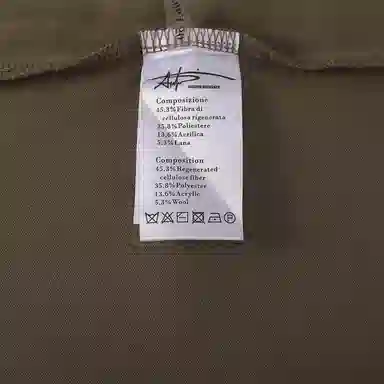 Composizione
45.3%Fibra di
cellulosa rigenerata
35.8%Poliestere
13.6%Acrilica
5.3%Lana
Composition
45.3%Regenerated
cellulose fiber
35.8%Polyester
13.6%Acrylic
5.3%Wool